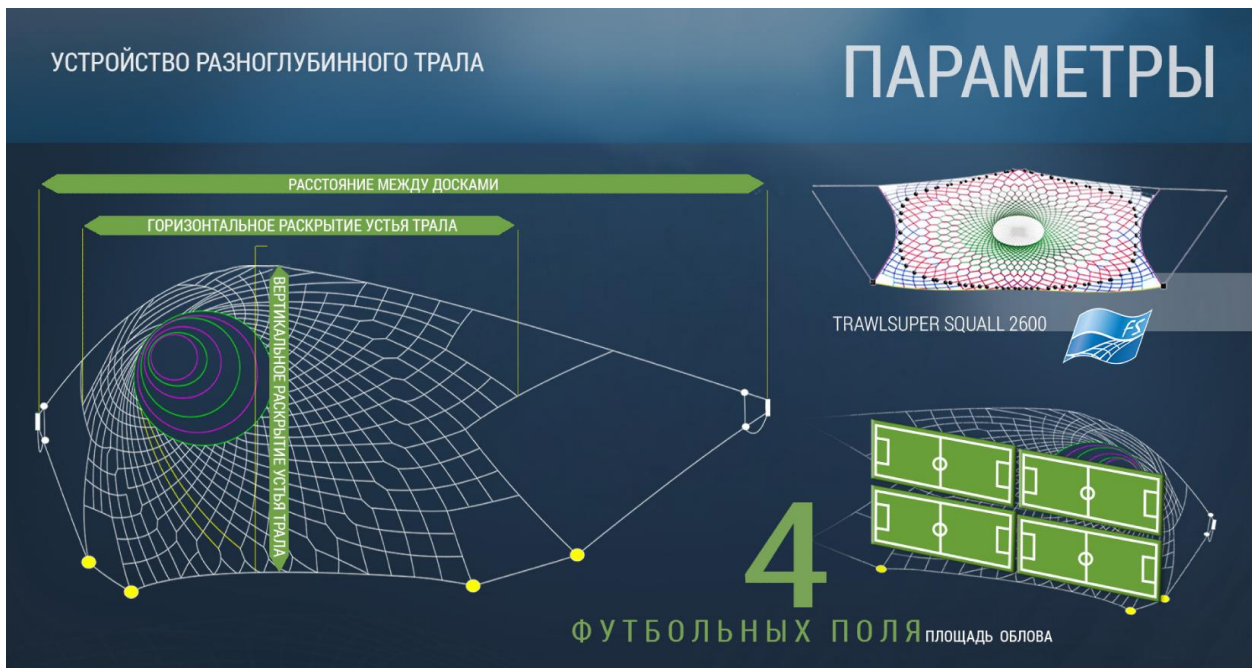 УСТРОЙСТВО РАЗНОГЛУБИННОГО ТРАЛА
ПАРАМЕТРЫ
РАССТОЯНИЕ МЕЖДУ ДОСКАМИ
ГОРИЗОНТАЛЬНОЕ РАСКРЫТИЕ УСТЬЯ ТРАЛА
ВЕРТИКАЛЬНОЕ РАСКРЫТИЕ УСТЬЯ ТРАЛА
TRAWLSUPER SQUALL 2600
FS
4
ФУТБОЛЬНЫХ ПОЛЯ ПЛОЩАДЬ ОБЛОВА